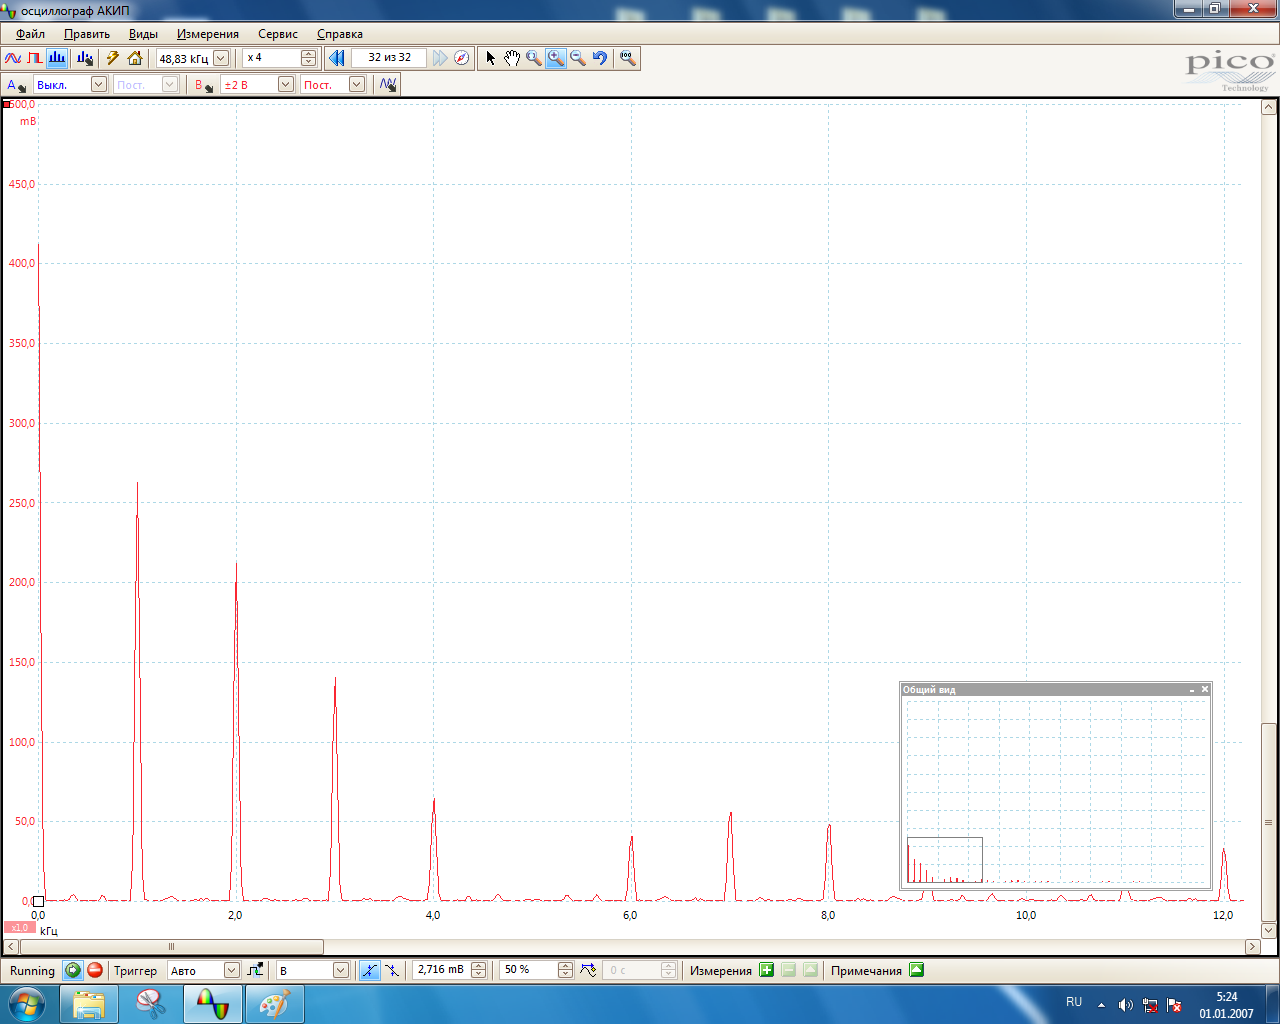 осциллограф АКИП
Файл Править Виды Измерения Сервис Справка
48,83 кГц x 4 32 из 32
pico
Technology
A Выкл. Пост. B ±2 В Пост.
500,0
mВ
450,0
400,0
350,0
300,0
250,0
200,0
150,0
100,0
50,0
0,0
Общий вид
0,0 2,0 4,0 6,0 8,0 10,0 12,0
x1,0 кГц
Running Триггер Авто B 2,716 mВ 50 % 0 с Измерения Примечания
RU 5:24
01.01.2007